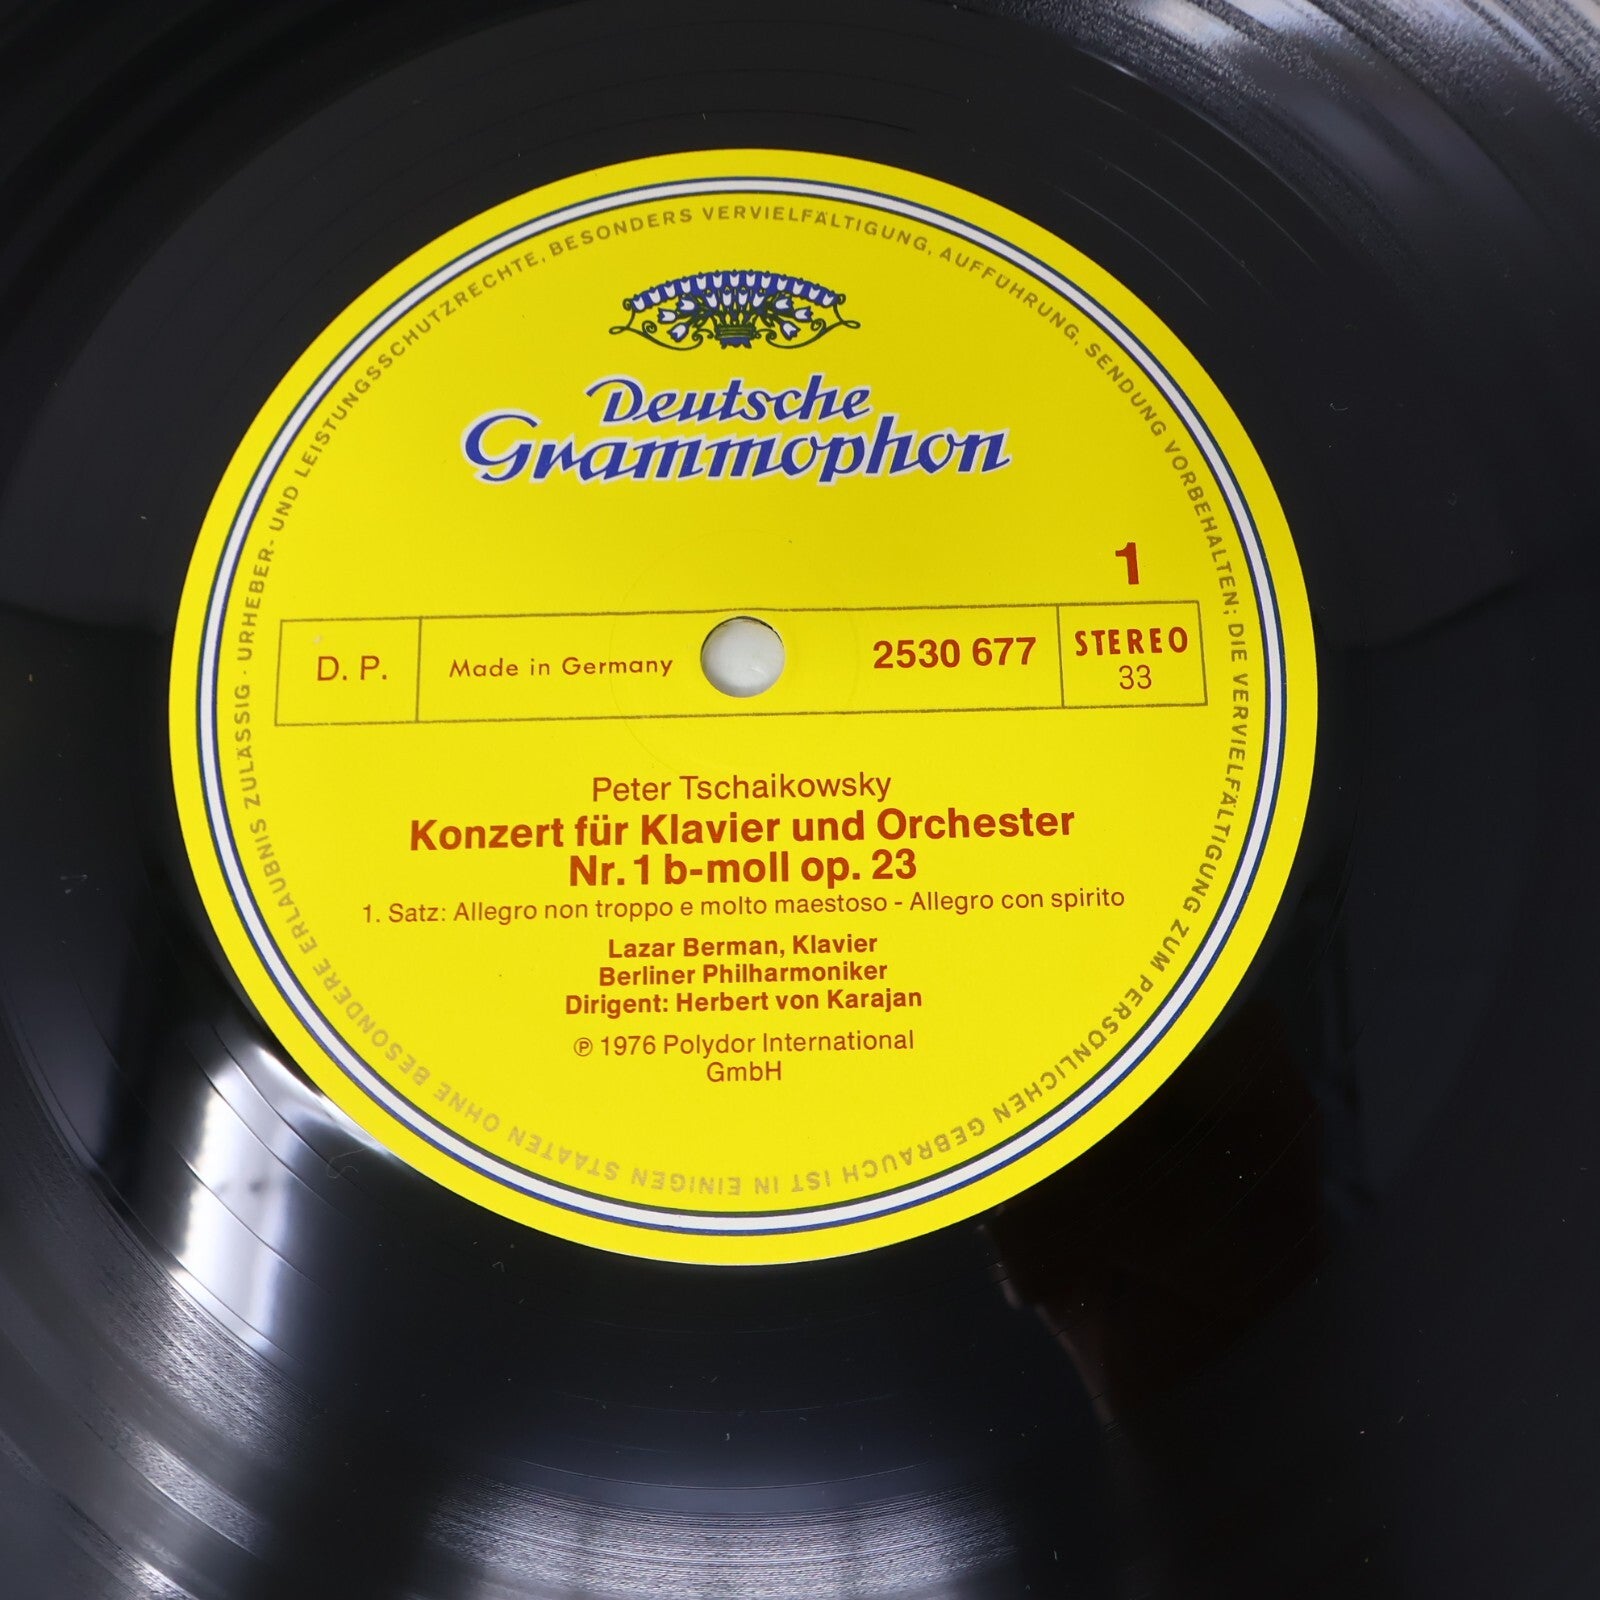 URHEBER- UND LEISTUNGSSCHUTZRECHTE, BESONDERS VERVIELFÄLTIGUNG, AUFFÜHRUNG, SENDUNG VORBEHALTEN; DIE VERVIELFÄLTIGUNG ZUM PERSÖNLICHEN GEBRAUCH IST IN EINIGEN STAATEN OHNE BESONDERE ERLAUBNIS ZULÄSSIG ·
Deutsche
Grammophon
1
D. P. Made in Germany 2530 677 STEREO
33
Peter Tschaikowsky
Konzert für Klavier und Orchester
Nr. 1 b-moll op. 23
1. Satz: Allegro non troppo e molto maestoso - Allegro con spirito
Lazar Berman, Klavier
Berliner Philharmoniker
Dirigent: Herbert von Karajan
℗ 1976 Polydor International
GmbH